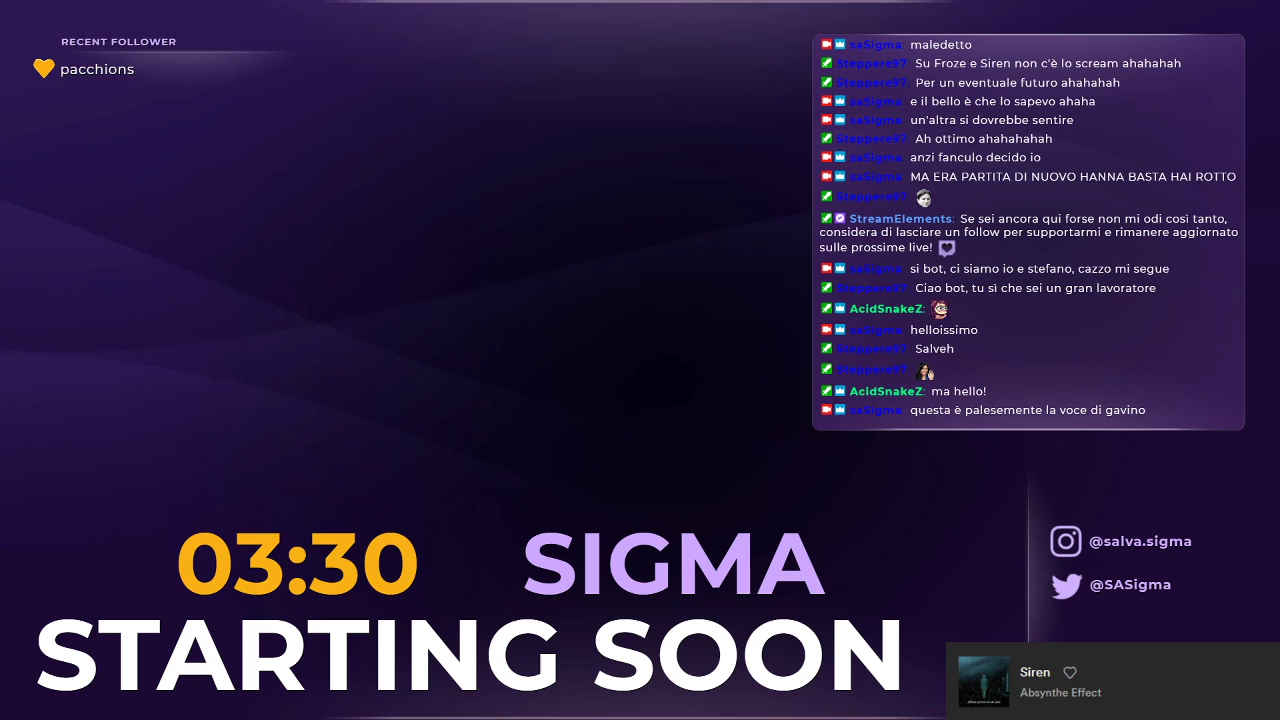 RECENT FOLLOWER
pacchions
saSigma: maledetto
Steppere97: Su Froze e Siren non c'è lo scream ahahahah
Steppere97: Per un eventuale futuro ahahahah
saSigma: e il bello è che lo sapevo ahaha
saSigma: un'altra si dovrebbe sentire
Steppere97: Ah ottimo ahahahahah
saSigma: anzi fanculo decido io
saSigma: MA ERA PARTITA DI NUOVO HANNA BASTA HAI ROTTO
Steppere97:
StreamElements: Se sei ancora qui forse non mi odi così tanto,
considera di lasciare un follow per supportarmi e rimanere aggiornato
sulle prossime live!
saSigma: si bot, ci siamo io e stefano, cazzo mi segue
Steppere97: Ciao bot, tu sì che sei un gran lavoratore
AcidSnakeZ:
saSigma: helloissimo
Steppere97: Salveh
Steppere97:
AcidSnakeZ: ma hello!
saSigma: questa è palesemente la voce di gavino
03:30 SIGMA
STARTING SOON
@salva.sigma
@SASigma
Siren
Absynthe Effect